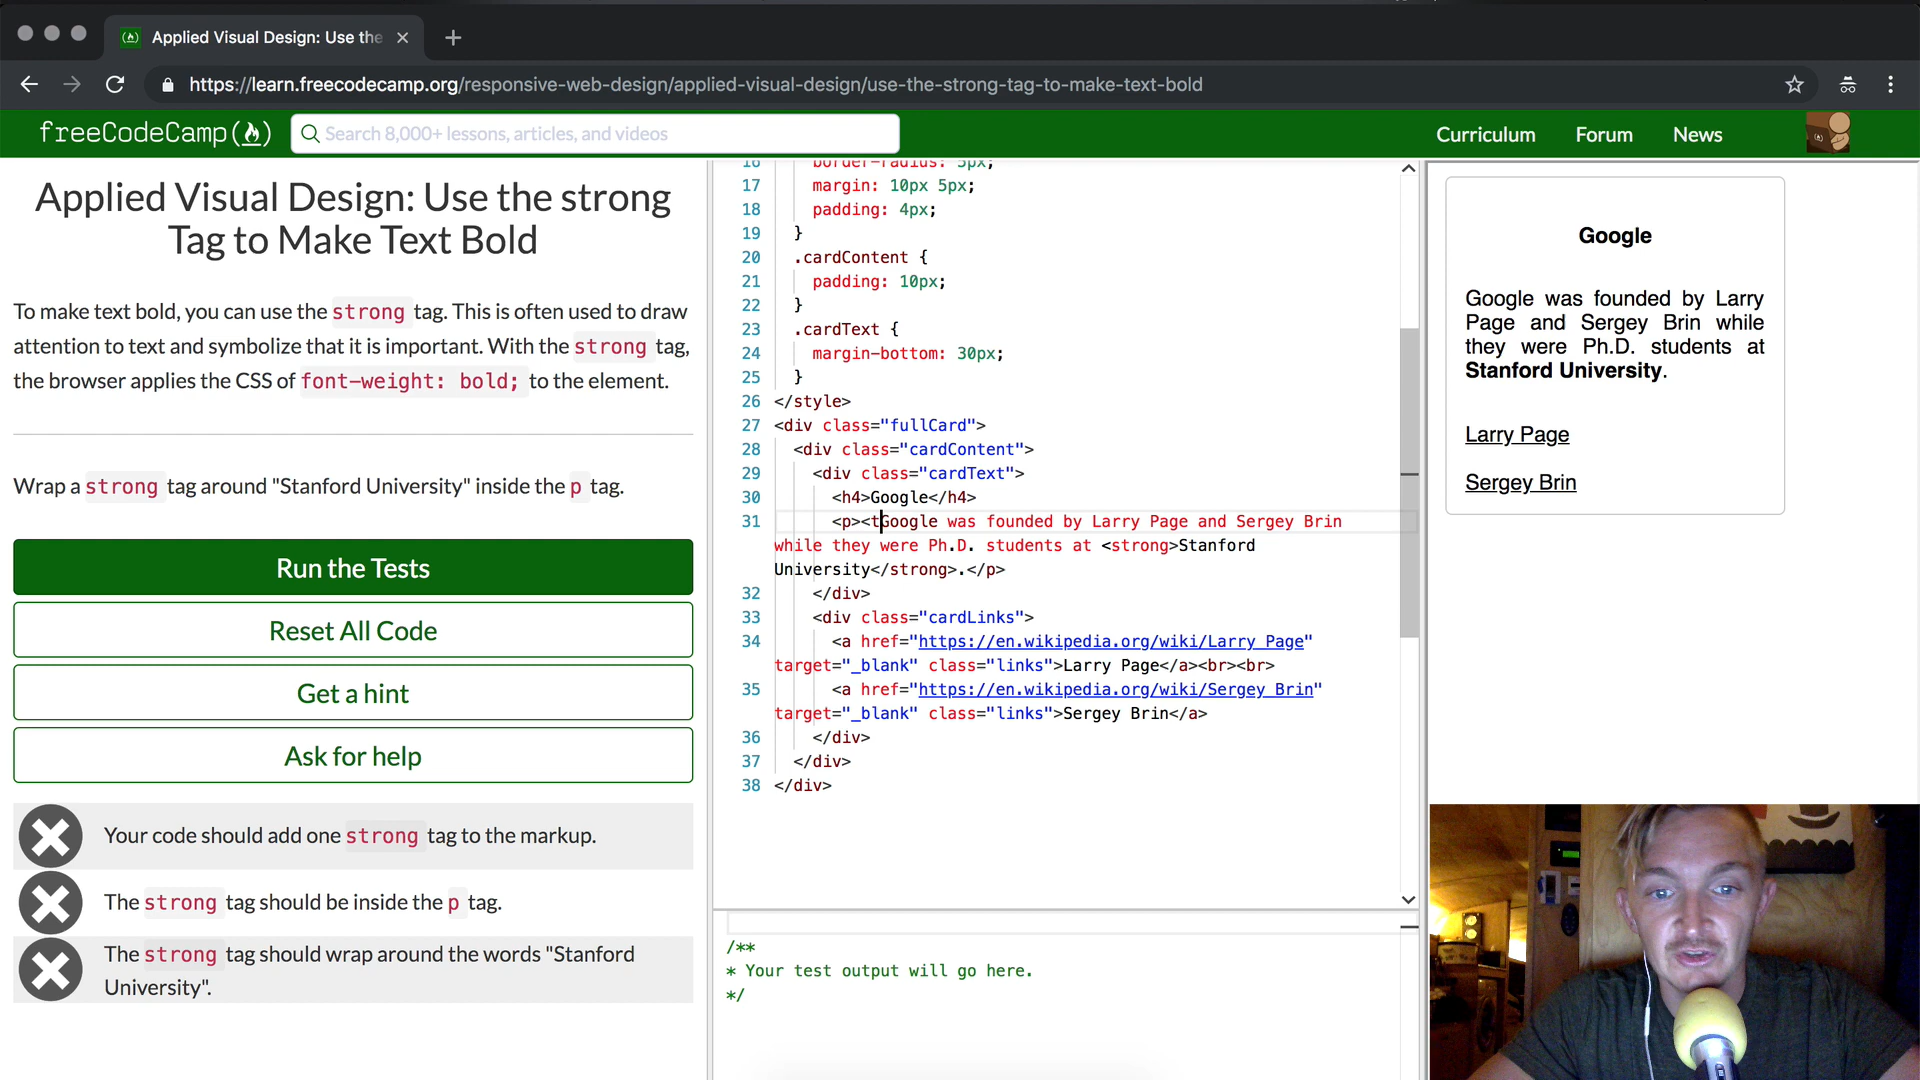 Applied Visual Design: Use the
https://learn.freecodecamp.org/responsive-web-design/applied-visual-design/use-the-strong-tag-to-make-text-bold
freeCodeCamp
Search 8,000+ lessons, articles, and videos
Curriculum
Forum
News
Applied Visual Design: Use the strong
Tag to Make Text Bold
To make text bold, you can use the strong tag. This is often used to draw
attention to text and symbolize that it is important. With the strong tag,
the browser applies the CSS of font-weight: bold; to the element.
Wrap a strong tag around "Stanford University" inside the p tag.
Run the Tests
Reset All Code
Get a hint
Ask for help
Your code should add one strong tag to the markup.
The strong tag should be inside the p tag.
The strong tag should wrap around the words "Stanford
University".
16 border-radius: 5px;
17 margin: 10px 5px;
18 padding: 4px;
19 }
20 .cardContent {
21 padding: 10px;
22 }
23 .cardText {
24 margin-bottom: 30px;
25 }
26 </style>
27 <div class="fullCard">
28 <div class="cardContent">
29 <div class="cardText">
30 <h4>Google</h4>
31 <p><tGoogle was founded by Larry Page and Sergey Brin
while they were Ph.D. students at <strong>Stanford
University</strong>.</p>
32 </div>
33 <div class="cardLinks">
34 <a href="https://en.wikipedia.org/wiki/Larry_Page"
target="_blank" class="links">Larry Page</a><br><br>
35 <a href="https://en.wikipedia.org/wiki/Sergey_Brin"
target="_blank" class="links">Sergey Brin</a>
36 </div>
37 </div>
38 </div>
/**
* Your test output will go here.
*/
Google
Google was founded by Larry
Page and Sergey Brin while
they were Ph.D. students at
Stanford University.
Larry Page
Sergey Brin